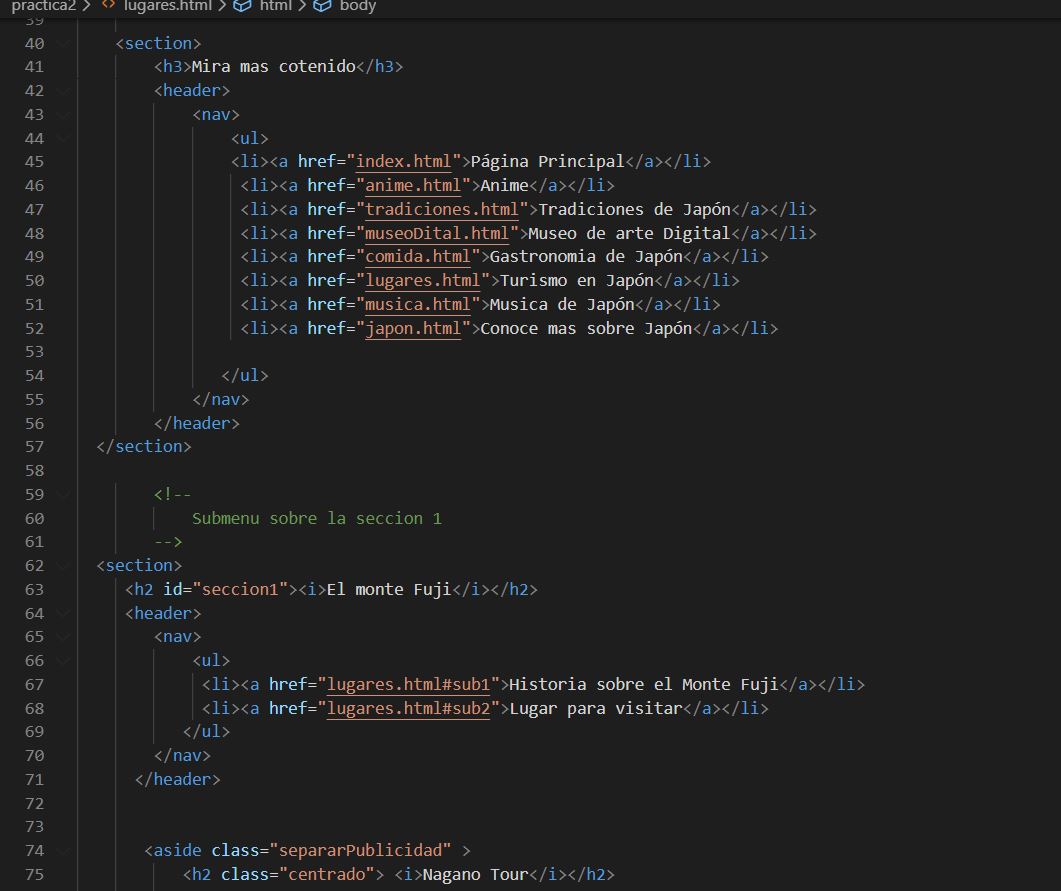 practica2 > <> lugares.html > html > body
39
40 <section>
41 <h3>Mira mas cotenido</h3>
42 <header>
43 <nav>
44 <ul>
45 <li><a href="index.html">Página Principal</a></li>
46 <li><a href="anime.html">Anime</a></li>
47 <li><a href="tradiciones.html">Tradiciones de Japón</a></li>
48 <li><a href="museoDital.html">Museo de arte Digital</a></li>
49 <li><a href="comida.html">Gastronomia de Japón</a></li>
50 <li><a href="lugares.html">Turismo en Japón</a></li>
51 <li><a href="musica.html">Musica de Japón</a></li>
52 <li><a href="japon.html">Conoce mas sobre Japón</a></li>
53
54 </ul>
55 </nav>
56 </header>
57 </section>
58
59 <!--
60 Submenu sobre la seccion 1
61 -->
62 <section>
63 <h2 id="seccion1"><i>El monte Fuji</i></h2>
64 <header>
65 <nav>
66 <ul>
67 <li><a href="lugares.html#sub1">Historia sobre el Monte Fuji</a></li>
68 <li><a href="lugares.html#sub2">Lugar para visitar</a></li>
69 </ul>
70 </nav>
71 </header>
72
73
74 <aside class="separarPublicidad" >
75 <h2 class="centrado"> <i>Nagano Tour</i></h2>